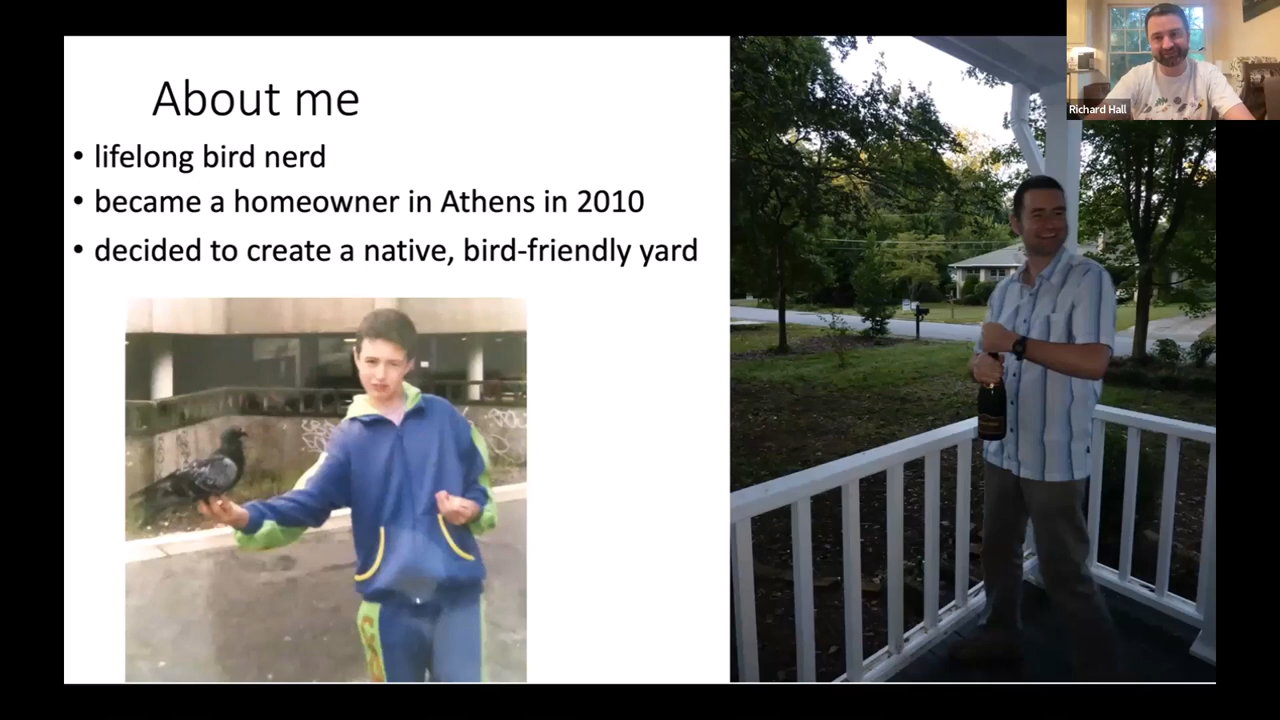 About me
• lifelong bird nerd
• became a homeowner in Athens in 2010
• decided to create a native, bird-friendly yard
Richard Hall